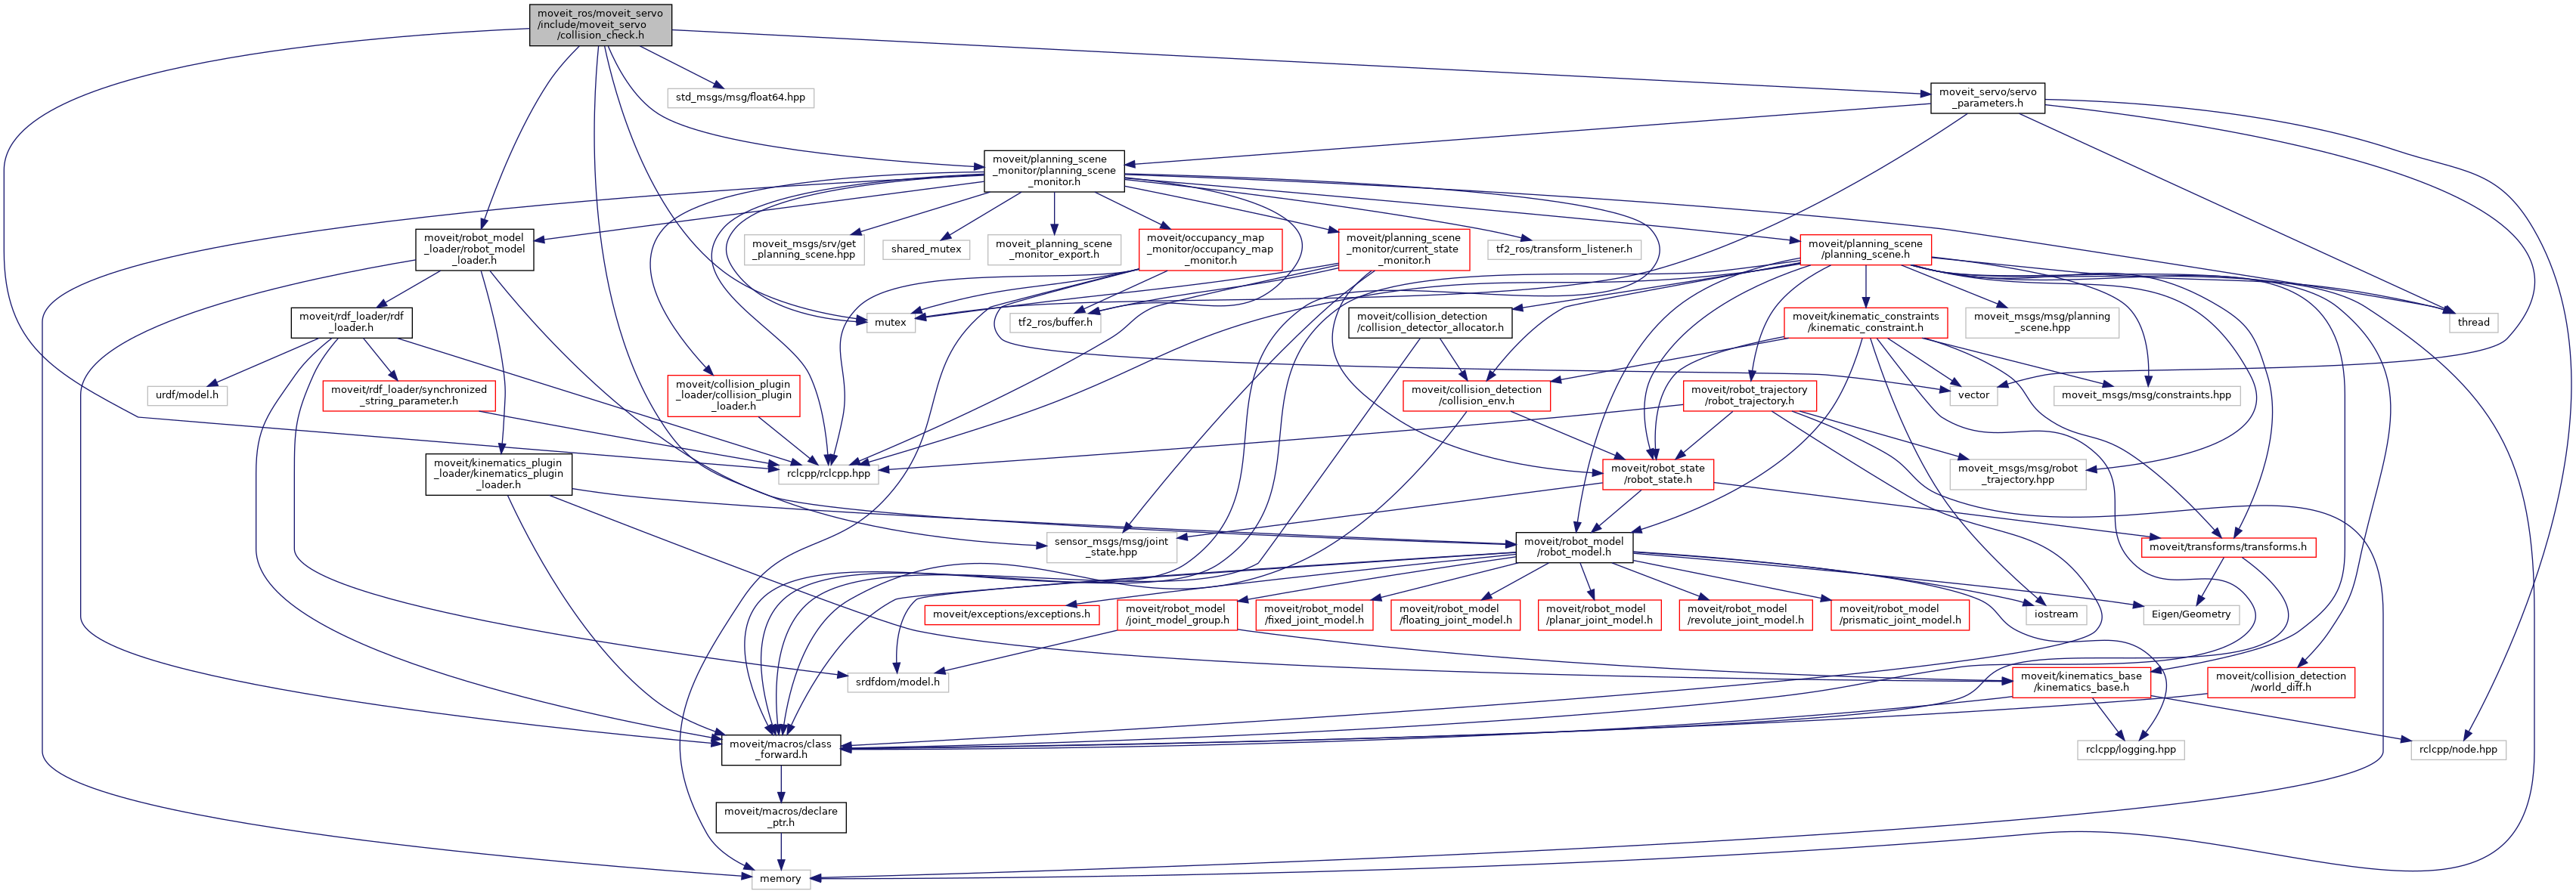 moveit_ros/moveit_servo
/include/moveit_servo
/collision_check.h
std_msgs/msg/float64.hpp
moveit_servo/servo
_parameters.h
moveit/planning_scene
_monitor/planning_scene
_monitor.h
moveit/robot_model
_loader/robot_model
_loader.h
moveit_msgs/srv/get
_planning_scene.hpp
shared_mutex
moveit_planning_scene
_monitor_export.h
moveit/occupancy_map
_monitor/occupancy_map
_monitor.h
moveit/planning_scene
_monitor/current_state
_monitor.h
tf2_ros/transform_listener.h
moveit/planning_scene
/planning_scene.h
moveit/rdf_loader/rdf
_loader.h
mutex
tf2_ros/buffer.h
moveit/collision_detection
/collision_detector_allocator.h
moveit/kinematic_constraints
/kinematic_constraint.h
moveit_msgs/msg/planning
_scene.hpp
thread
urdf/model.h
moveit/rdf_loader/synchronized
_string_parameter.h
moveit/collision_plugin
_loader/collision_plugin
_loader.h
moveit/collision_detection
/collision_env.h
moveit/robot_trajectory
/robot_trajectory.h
vector
moveit_msgs/msg/constraints.hpp
moveit/kinematics_plugin
_loader/kinematics_plugin
_loader.h
rclcpp/rclcpp.hpp
moveit/robot_state
/robot_state.h
moveit_msgs/msg/robot
_trajectory.hpp
sensor_msgs/msg/joint
_state.hpp
moveit/robot_model
/robot_model.h
moveit/transforms/transforms.h
moveit/exceptions/exceptions.h
moveit/robot_model
/joint_model_group.h
moveit/robot_model
/fixed_joint_model.h
moveit/robot_model
/floating_joint_model.h
moveit/robot_model
/planar_joint_model.h
moveit/robot_model
/revolute_joint_model.h
moveit/robot_model
/prismatic_joint_model.h
iostream
Eigen/Geometry
srdfdom/model.h
moveit/kinematics_base
/kinematics_base.h
moveit/collision_detection
/world_diff.h
moveit/macros/class
_forward.h
rclcpp/logging.hpp
rclcpp/node.hpp
moveit/macros/declare
_ptr.h
memory